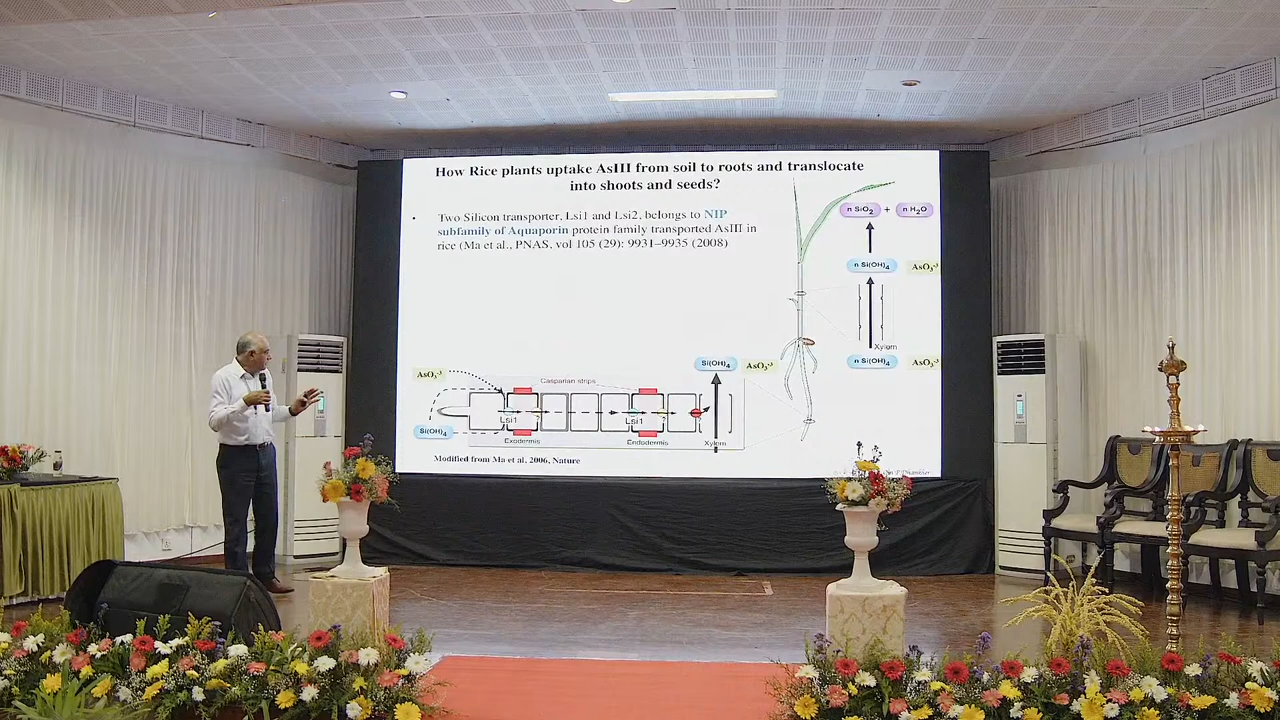 How Rice plants uptake AsIII from soil to roots and translocate
into shoots and seeds?
• Two Silicon transporter, Lsi1 and Lsi2, belongs to NIP
subfamily of Aquaporin protein family transported AsIII in
rice (Ma et al., PNAS, vol 105 (29): 9931–9935 (2008)
n SiO₂ + n H₂O
n Si(OH)₄ AsO₃⁻³
Xylem
n Si(OH)₄ AsO₃⁻³
Si(OH)₄ AsO₃⁻³
AsO₃⁻³
Casparian strips
Lsi1 Lsi1
Si(OH)₄
Exodermis Endodermis Xylem
Modified from Ma et al. 2006, Nature